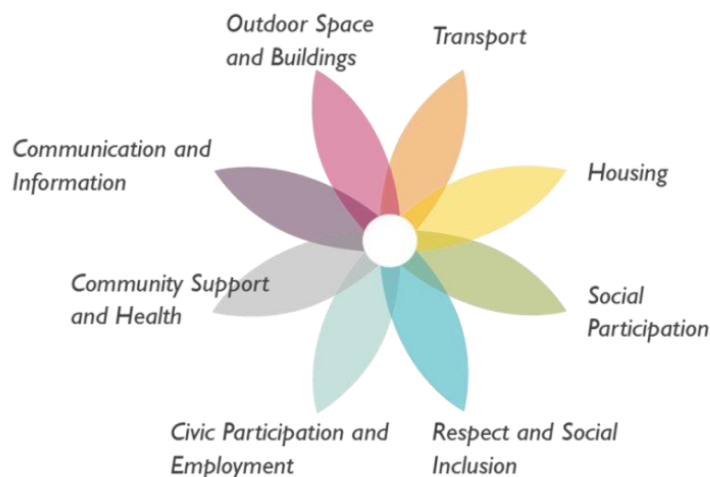 Outdoor Space
and Buildings
Transport
Communication and
Information
Housing
Community Support
and Health
Social
Participation
Civic Participation and
Employment
Respect and Social
Inclusion